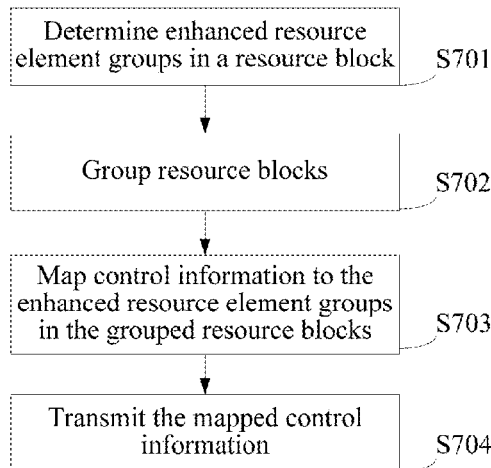 Determine enhanced resource
element groups in a resource block
S701
Group resource blocks
S702
Map control information to the
enhanced resource element groups
in the grouped resource blocks
S703
Transmit the mapped control
information
S704